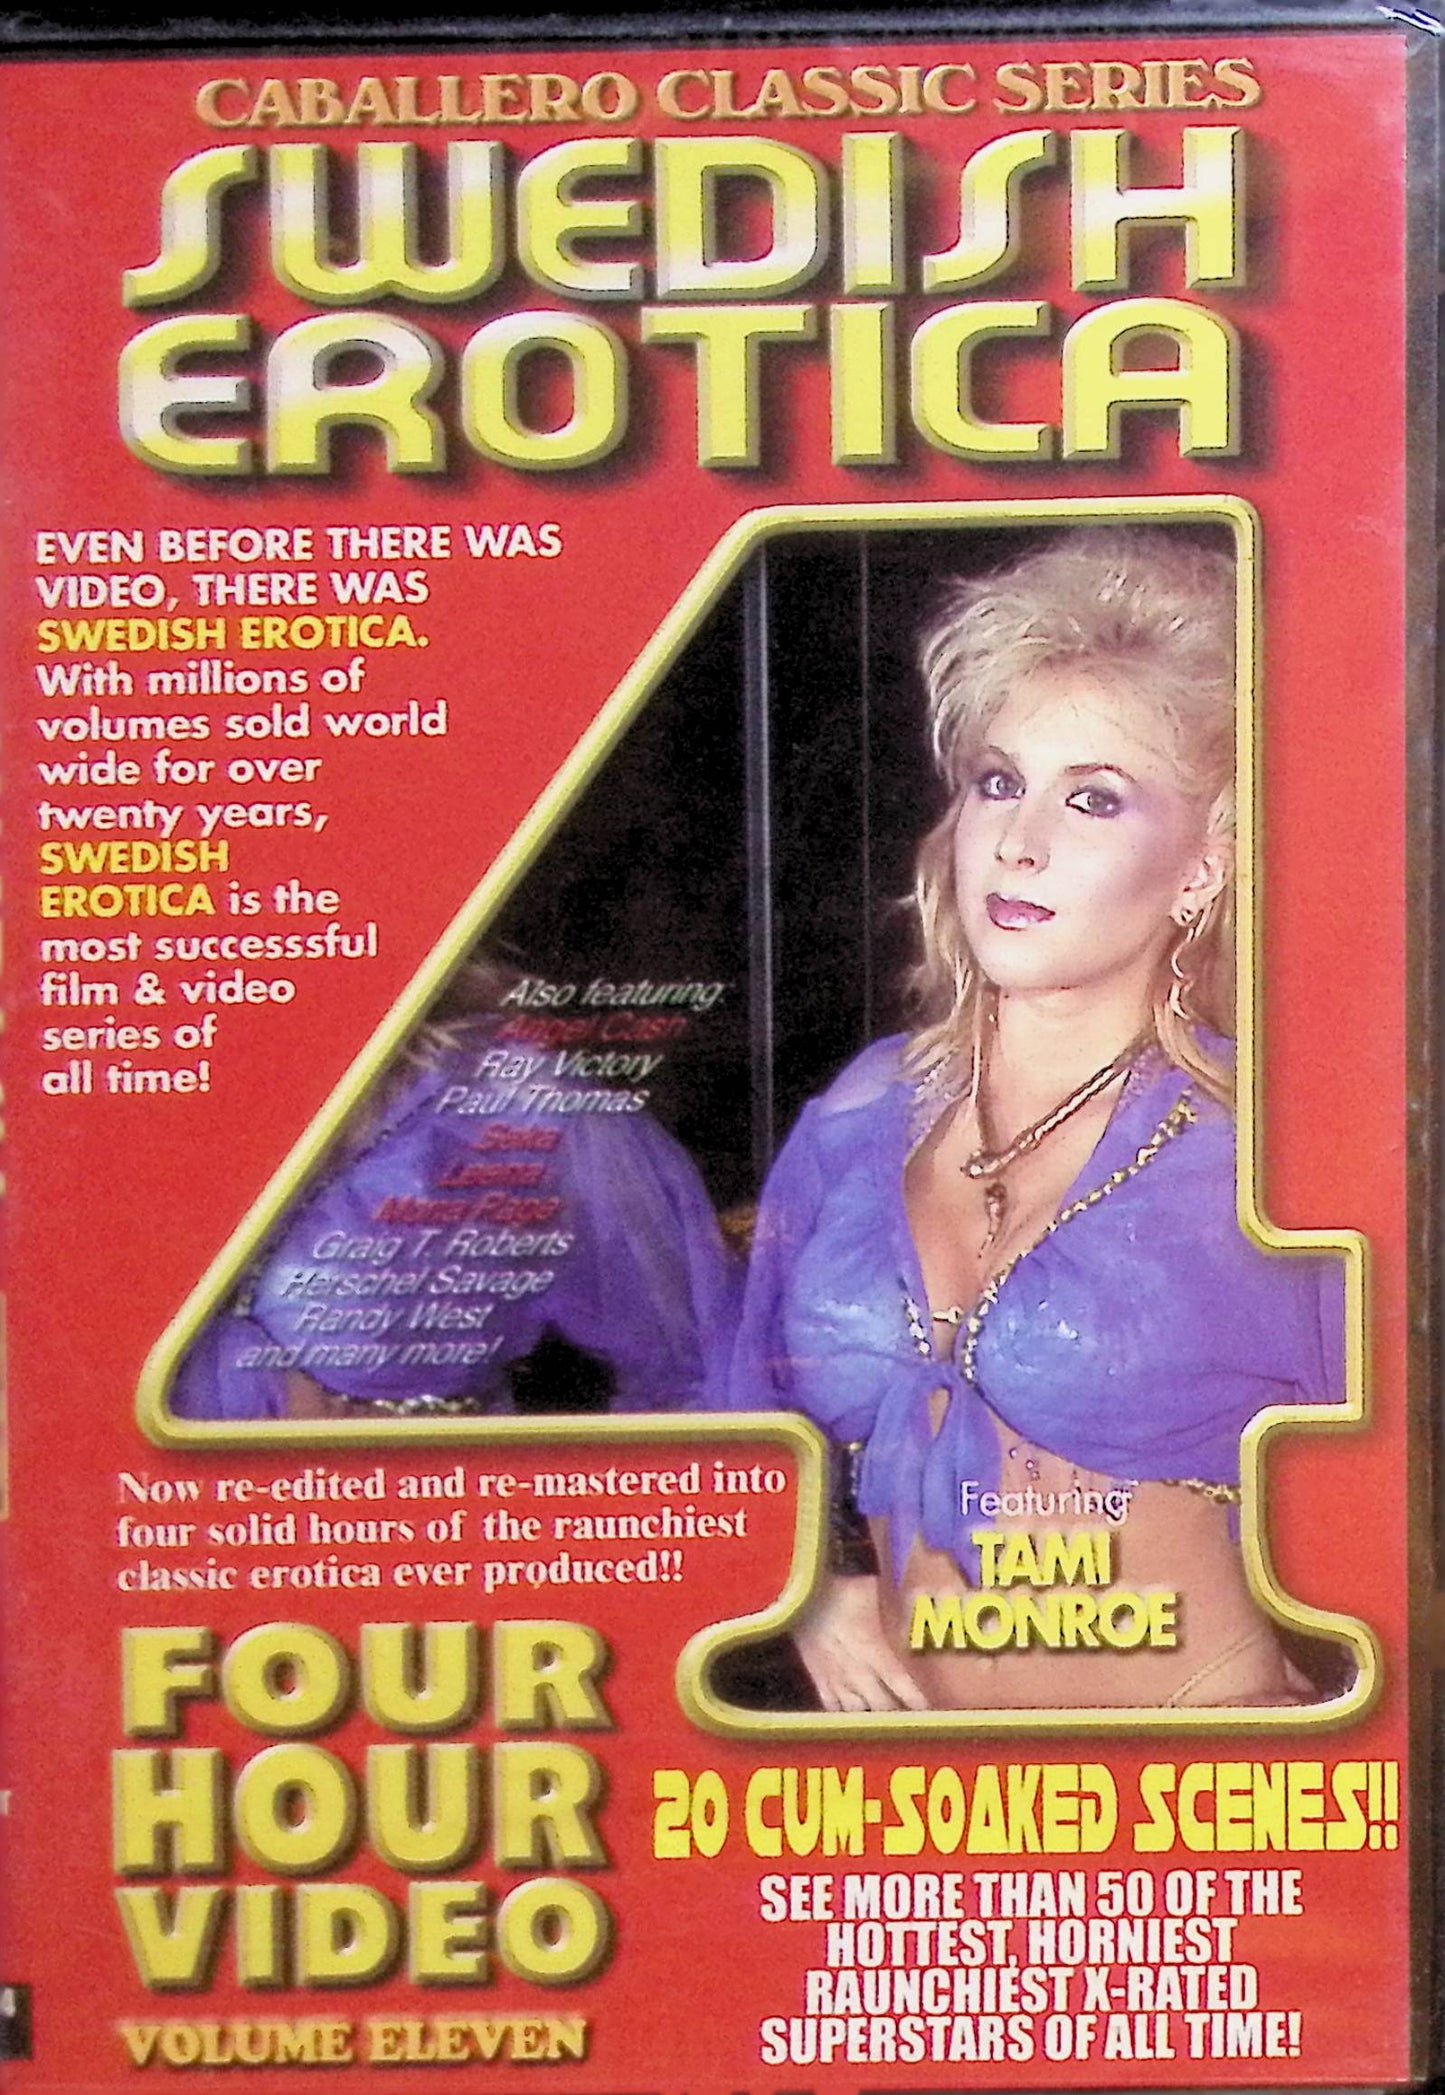 CABALLERO CLASSIC SERIES
SWEDISH
EROTICA
EVEN BEFORE THERE WAS
VIDEO, THERE WAS
SWEDISH EROTICA.
With millions of
volumes sold world
wide for over
twenty years,
SWEDISH
EROTICA is the
most successsful
film & video
series of
all time!
4
Also featuring
Angel Cash
Ray Victory
Paul Thomas
Seka
Leena
Mona Page
Graig T. Roberts
Herschel Savage
Randy West
and many more!
Featuring
TAMI
MONROE
Now re-edited and re-mastered into
four solid hours of the raunchiest
classic erotica ever produced!!
FOUR
HOUR
VIDEO
VOLUME ELEVEN
20 CUM-SOAKED SCENES!!
SEE MORE THAN 50 OF THE
HOTTEST, HORNIEST
RAUNCHIEST X-RATED
SUPERSTARS OF ALL TIME!